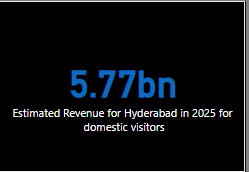 5.77bn
Estimated Revenue for Hyderabad in 2025 for
domestic visitors